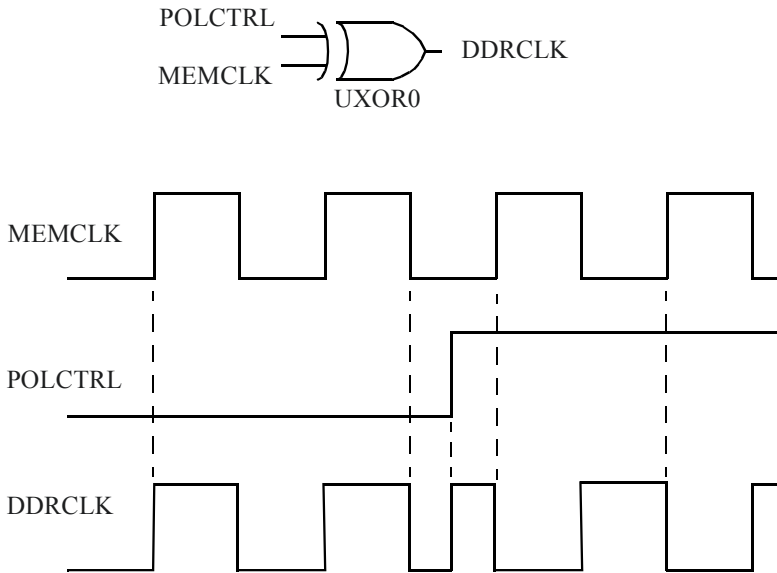 POLCTRL
DDRCLK
MEMCLK
UXOR0
MEMCLK
POLCTRL
DDRCLK